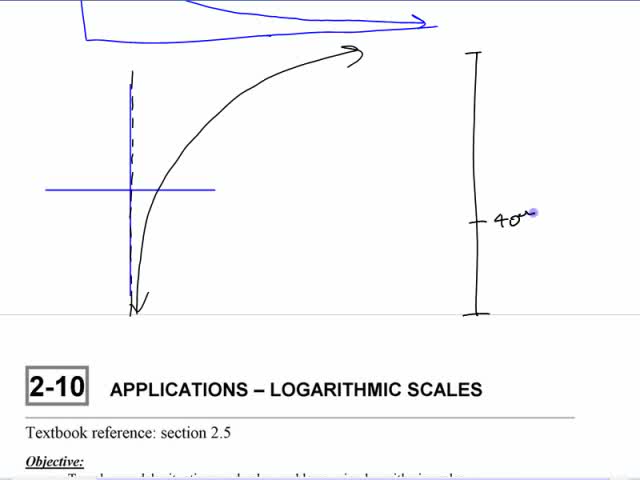 40
2-10 APPLICATIONS – LOGARITHMIC SCALES
Textbook reference: section 2.5
Objective: